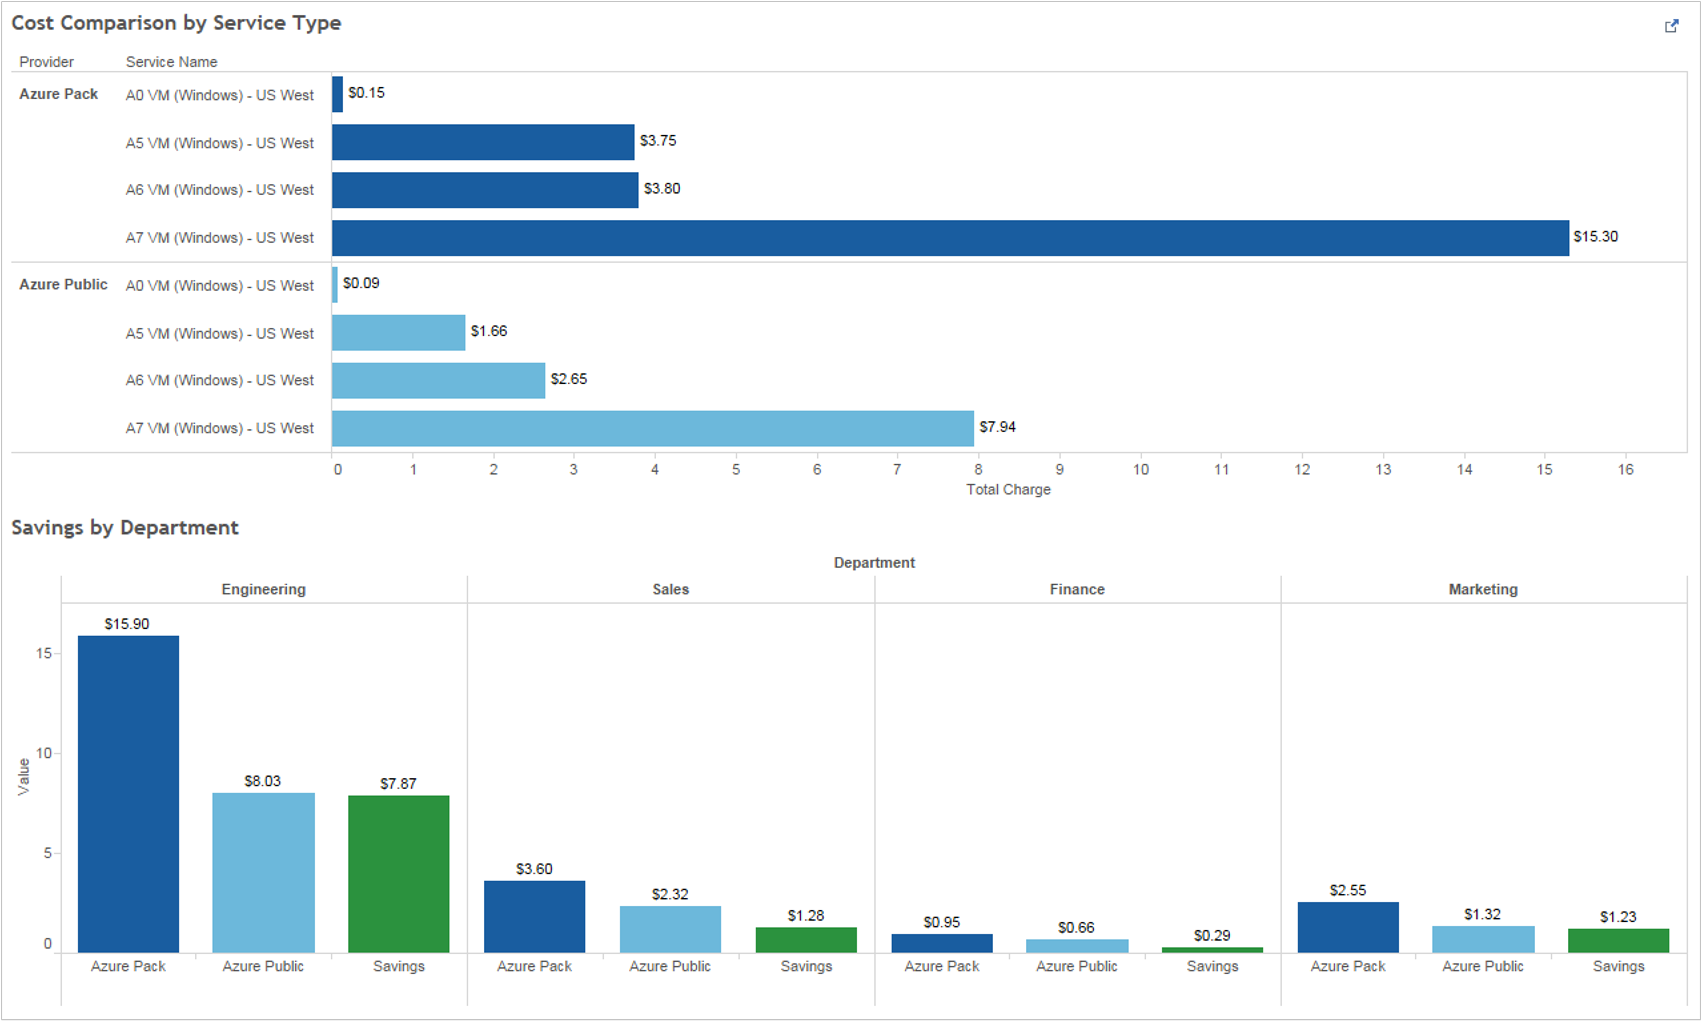 Cost Comparison by Service Type
Provider Service Name
Azure Pack A0 VM (Windows) - US West $0.15
A5 VM (Windows) - US West $3.75
A6 VM (Windows) - US West $3.80
A7 VM (Windows) - US West $15.30
Azure Public A0 VM (Windows) - US West $0.09
A5 VM (Windows) - US West $1.66
A6 VM (Windows) - US West $2.65
A7 VM (Windows) - US West $7.94
0 1 2 3 4 5 6 7 8 9 10 11 12 13 14 15 16
Total Charge
Savings by Department
Department
Engineering Sales Finance Marketing
Value
15
10
5
0
$15.90 $8.03 $7.87 $3.60 $2.32 $1.28 $0.95 $0.66 $0.29 $2.55 $1.32 $1.23
Azure Pack Azure Public Savings Azure Pack Azure Public Savings Azure Pack Azure Public Savings Azure Pack Azure Public Savings